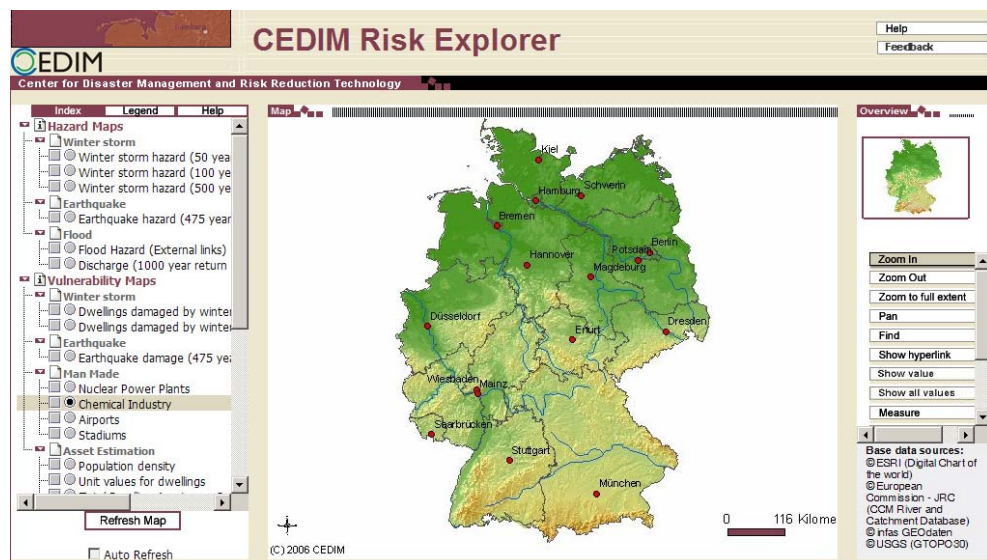 CEDIM Risk Explorer
Help
Feedback
CEDIM
Center for Disaster Management and Risk Reduction Technology
Index
Legend
Help
Hazard Maps
Winter storm
Winter storm hazard (50 yea
Winter storm hazard (100 ye
Winter storm hazard (500 ye
Earthquake
Earthquake hazard (475 year
Flood
Flood Hazard (External links)
Discharge (1000 year return
Vulnerability Maps
Winter storm
Dwellings damaged by winter
Dwellings damaged by winter
Earthquake
Earthquake damage (475 yea
Man Made
Nuclear Power Plants
Chemical Industry
Airports
Stadiums
Asset Estimation
Population density
Unit values for dwellings
Refresh Map
Auto Refresh
Map
Kiel
Hamburg
Schwerin
Bremen
Berlin
Potsdam
Hannover
Magdeburg
Düsseldorf
Erfurt
Dresden
Wiesbaden
Mainz
Saarbrücken
Stuttgart
München
0 116 Kilome
(C) 2006 CEDIM
Overview
Zoom In
Zoom Out
Zoom to full extent
Pan
Find
Show hyperlink
Show value
Show all values
Measure
Base data sources:
©ESRI (Digital Chart of
the world)
©European
Commission - JRC
(CCM River and
Catchment Database)
©infas GEOdaten
©USGS (GTOPO30)